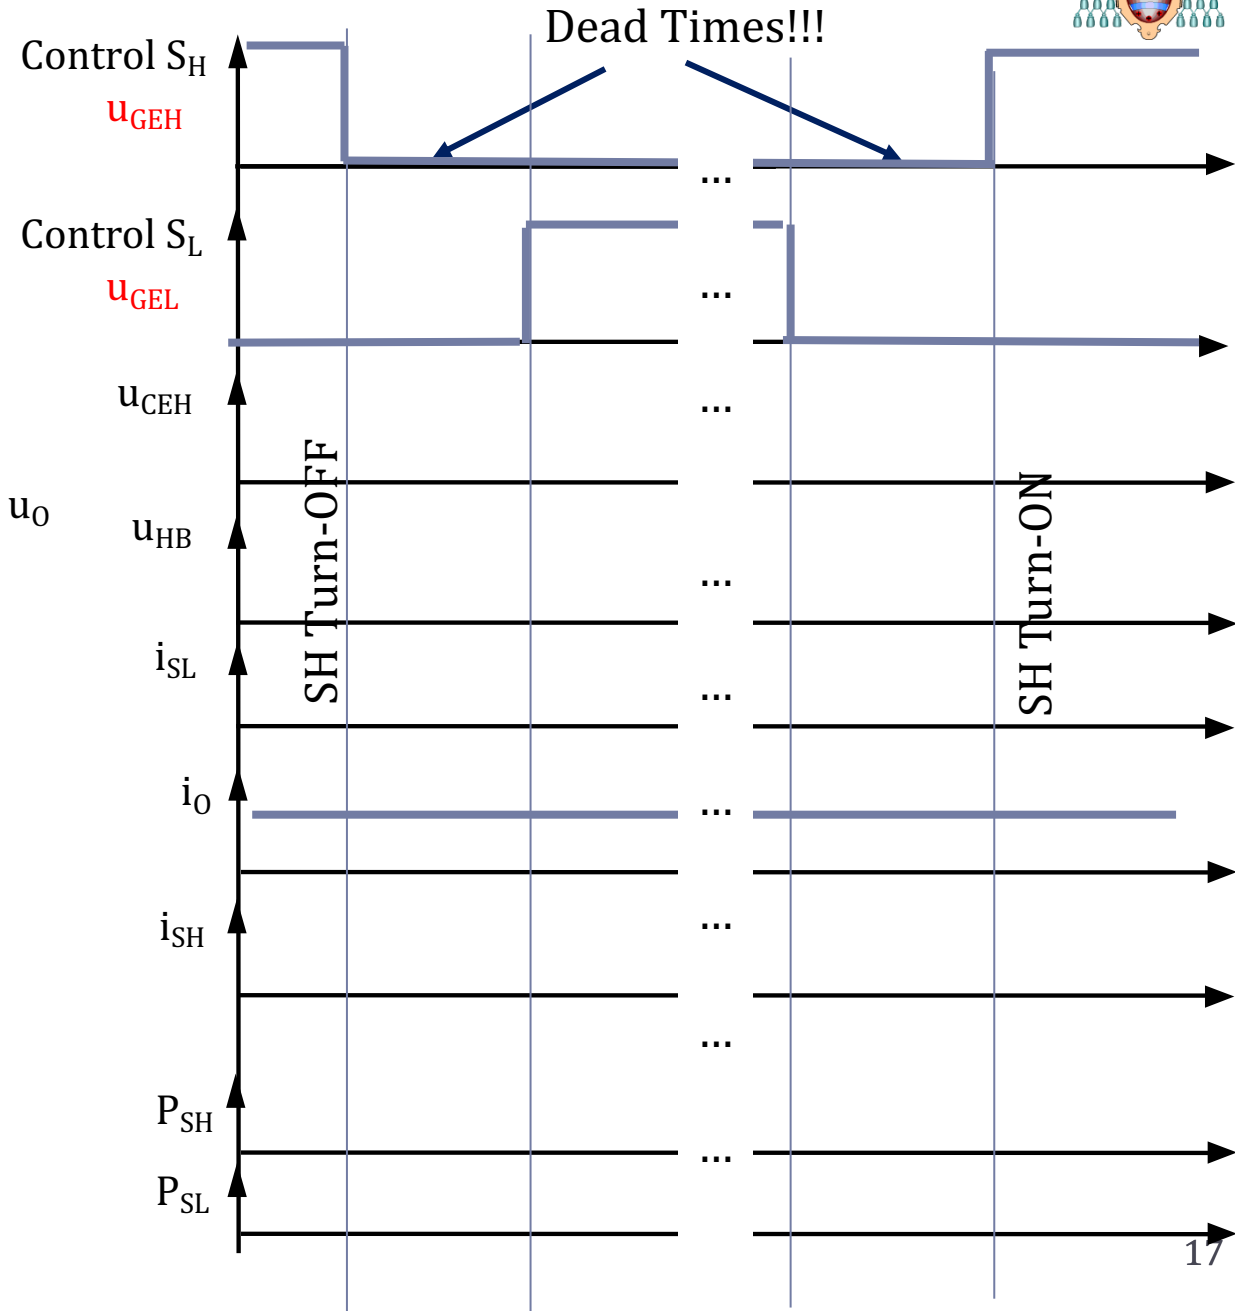 Dead Times!!!
Control S_H
u_GEH
...
Control S_L
u_GEL
...
u_CEH
...
SH Turn-OFF
SH Turn-ON
u_O
u_HB
...
i_SL
...
i_O
...
i_SH
...
...
P_SH
...
P_SL
17